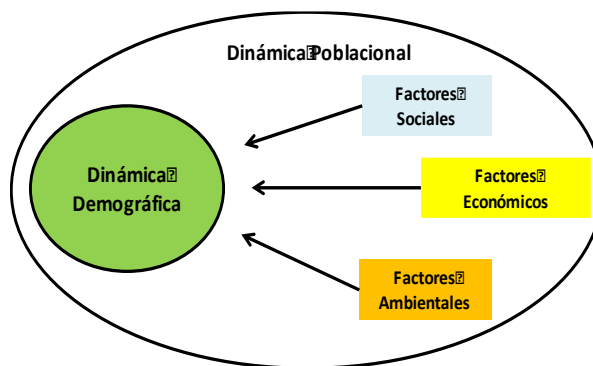 Dinámica Poblacional
Factores
Sociales
Dinámica
Demográfica
Factores
Económicos
Factores
Ambientales